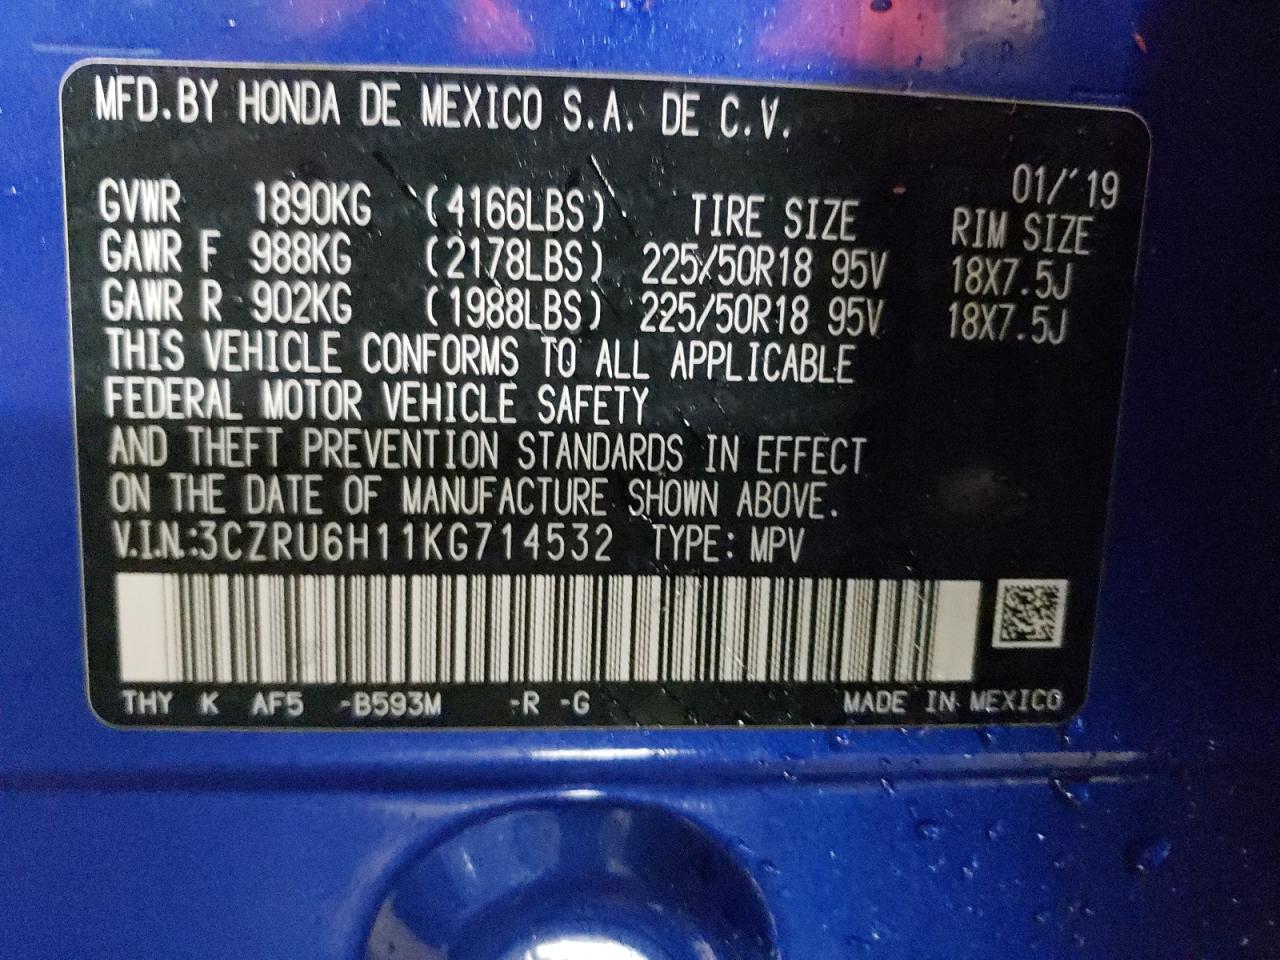 MFD.BY HONDA DE MEXICO S.A. DE C.V.
01/'19
GVWR 1890KG (4166LBS) TIRE SIZE RIM SIZE
GAWR F 988KG (2178LBS) 225/50R18 95V 18X7.5J
GAWR R 902KG (1988LBS) 225/50R18 95V 18X7.5J
THIS VEHICLE CONFORMS TO ALL APPLICABLE
FEDERAL MOTOR VEHICLE SAFETY
AND THEFT PREVENTION STANDARDS IN EFFECT
ON THE DATE OF MANUFACTURE SHOWN ABOVE.
V.I.N.:3CZRU6H11KG714532 TYPE: MPV
THY K AF5 -B593M -R -G MADE IN MEXICO